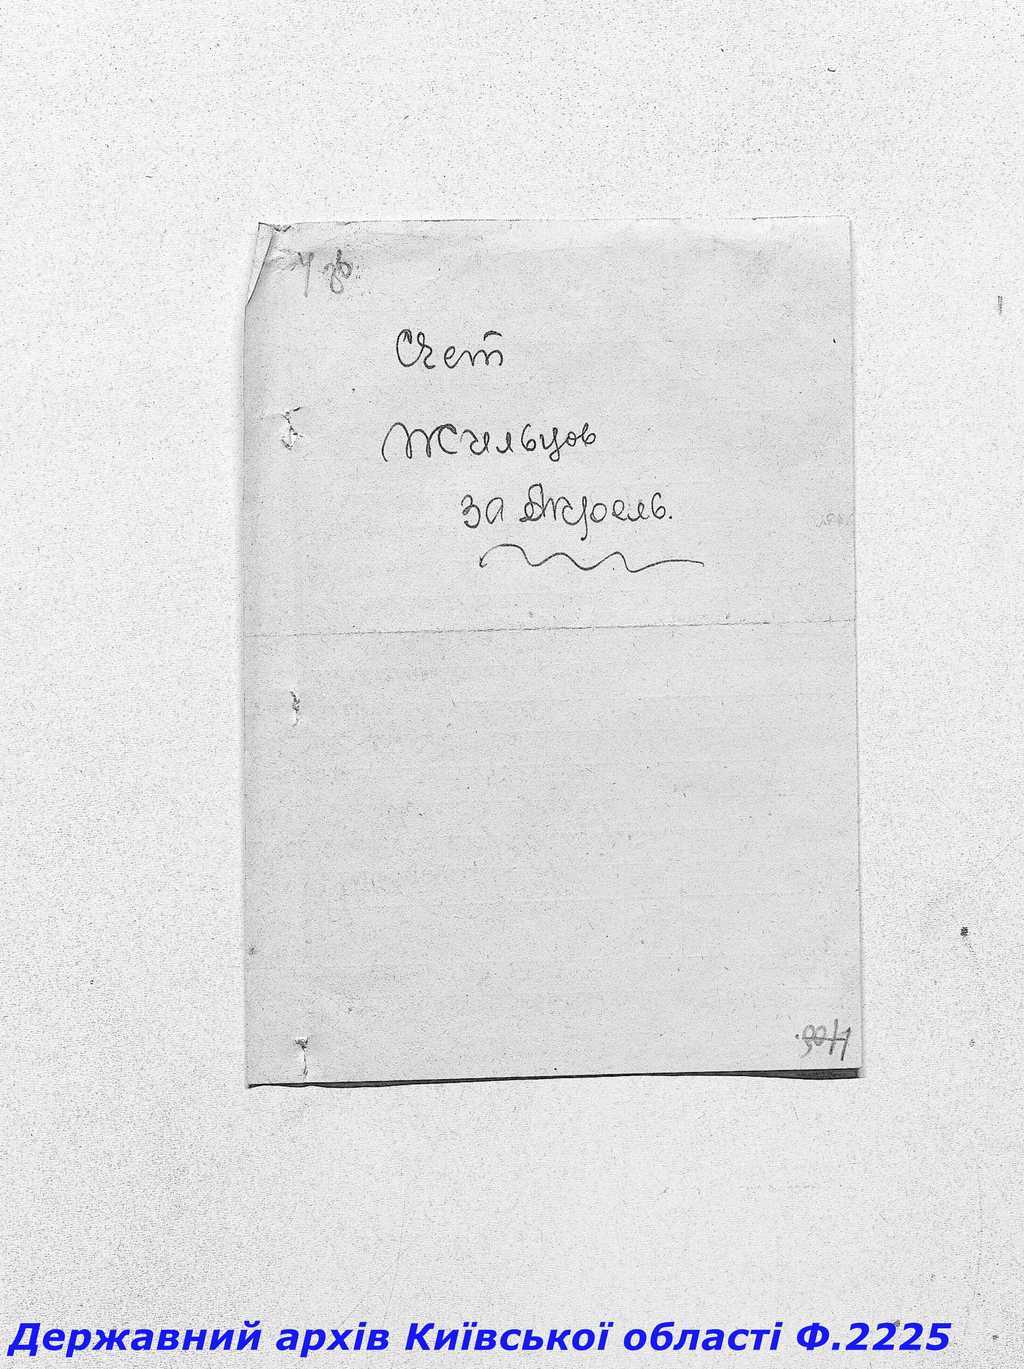 Счет
Жильцов
за Апрель.
Державний архів Київської області Ф.2225